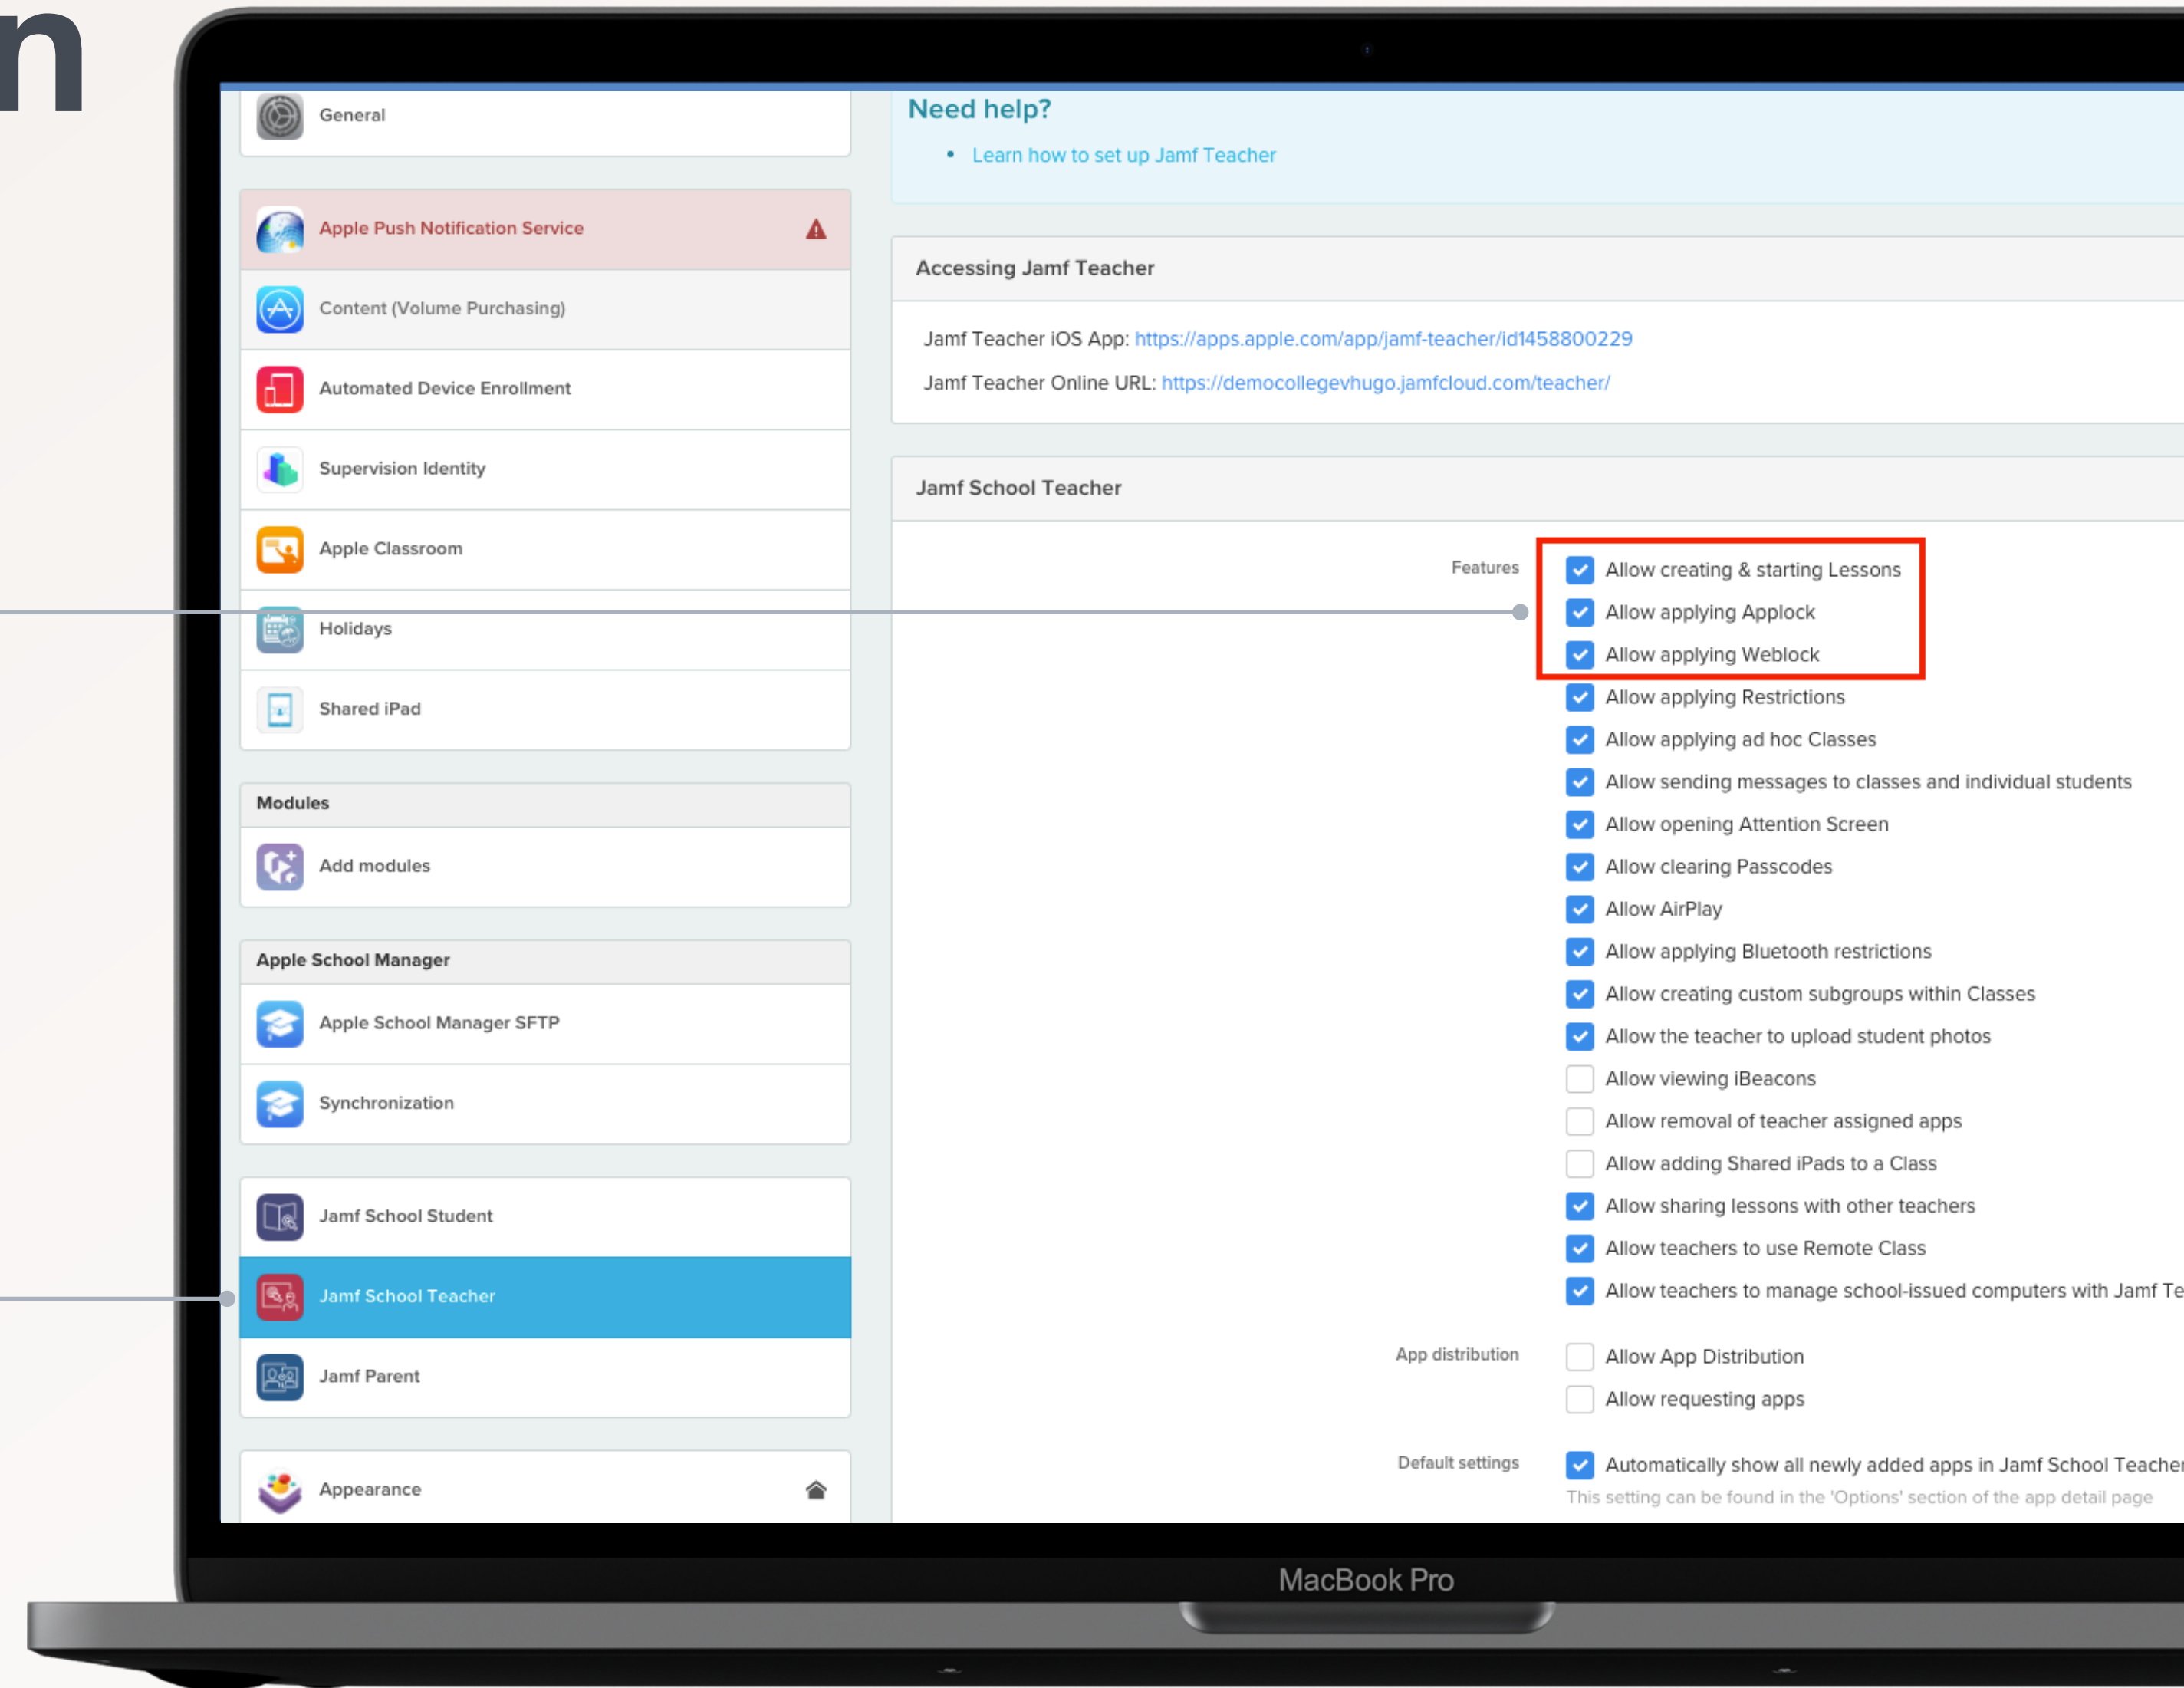 n
General
Apple Push Notification Service
Content (Volume Purchasing)
Automated Device Enrollment
Supervision Identity
Apple Classroom
Holidays
Shared iPad
Modules
Add modules
Apple School Manager
Apple School Manager SFTP
Synchronization
Jamf School Student
Jamf School Teacher
Jamf Parent
Appearance
Need help?
• Learn how to set up Jamf Teacher
Accessing Jamf Teacher
Jamf Teacher iOS App: https://apps.apple.com/app/jamf-teacher/id1458800229
Jamf Teacher Online URL: https://democollegevhugo.jamfcloud.com/teacher/
Jamf School Teacher
Features
Allow creating & starting Lessons
Allow applying Applock
Allow applying Weblock
Allow applying Restrictions
Allow applying ad hoc Classes
Allow sending messages to classes and individual students
Allow opening Attention Screen
Allow clearing Passcodes
Allow AirPlay
Allow applying Bluetooth restrictions
Allow creating custom subgroups within Classes
Allow the teacher to upload student photos
Allow viewing iBeacons
Allow removal of teacher assigned apps
Allow adding Shared iPads to a Class
Allow sharing lessons with other teachers
Allow teachers to use Remote Class
Allow teachers to manage school-issued computers with Jamf Te
App distribution
Allow App Distribution
Allow requesting apps
Default settings
Automatically show all newly added apps in Jamf School Teacher
This setting can be found in the 'Options' section of the app detail page
MacBook Pro